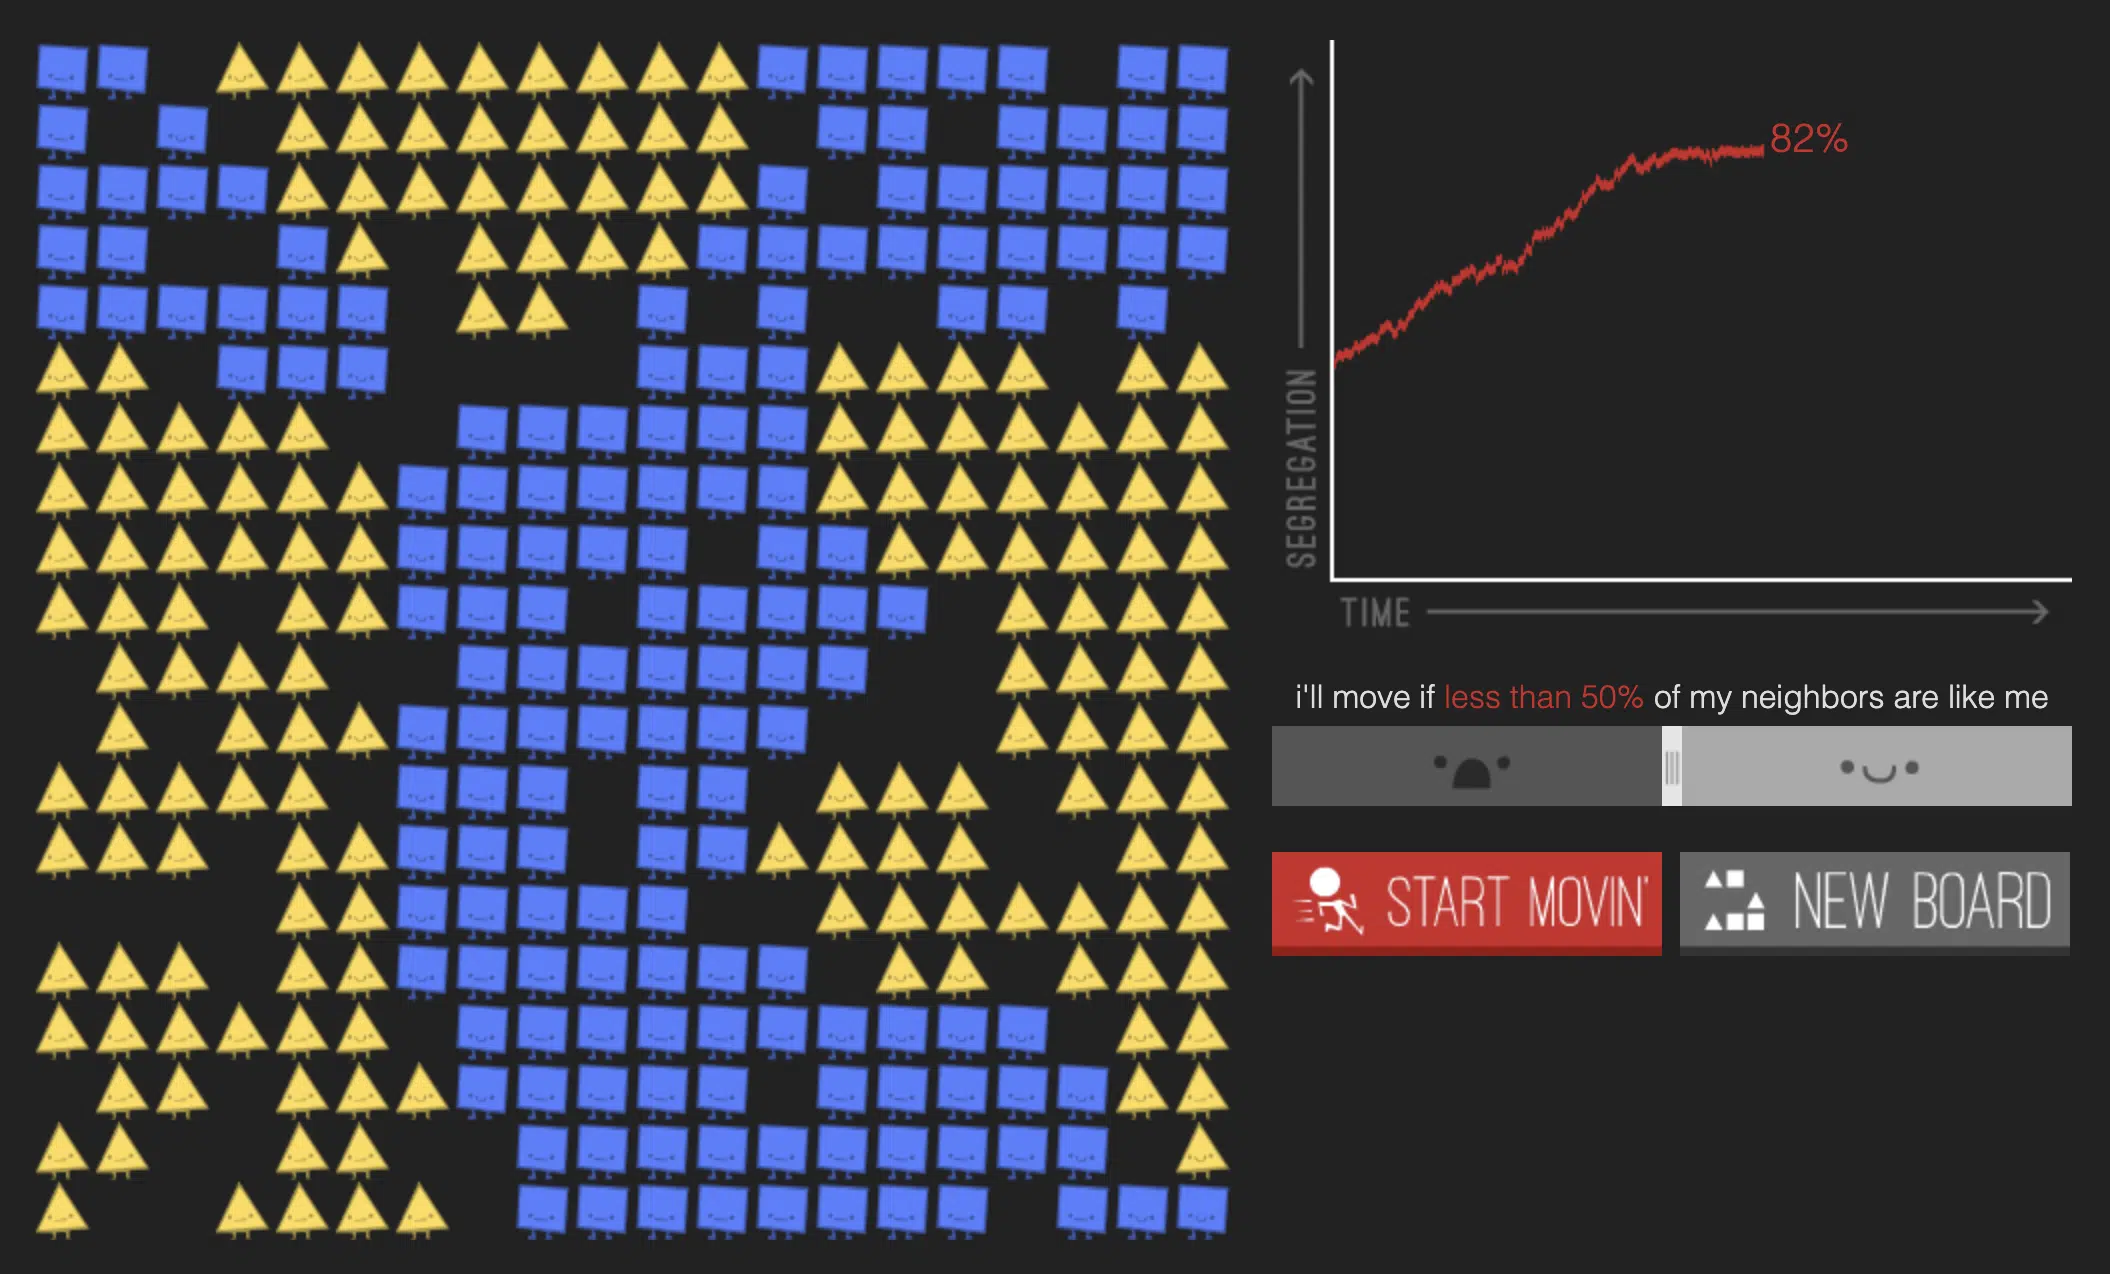 82%
SEGREGATION
TIME
i'll move if less than 50% of my neighbors are like me
START MOVIN'
NEW BOARD